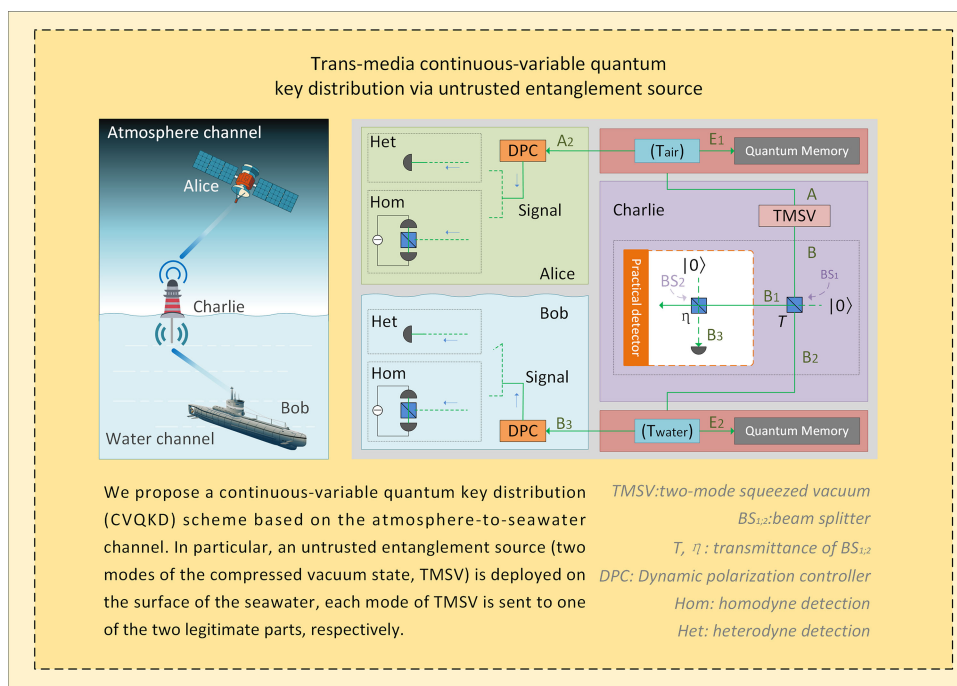 Trans-media continuous-variable quantum
key distribution via untrusted entanglement source
Atmosphere channel
Alice
Charlie
Bob
Water channel
Het
DPC
A2
(Tair)
E1
Quantum Memory
Hom
Signal
Alice
Charlie
A
TMSV
B
Practical detector
|0⟩
BS2
η
B3
B1
BS1
|0⟩
T
B2
Bob
Het
Hom
Signal
DPC
B3
(Twater)
E2
Quantum Memory
We propose a continuous-variable quantum key distribution
(CVQKD) scheme based on the atmosphere-to-seawater
channel. In particular, an untrusted entanglement source (two
modes of the compressed vacuum state, TMSV) is deployed on
the surface of the seawater, each mode of TMSV is sent to one
of the two legitimate parts, respectively.
TMSV:two-mode squeezed vacuum
BS1;2:beam splitter
T, η : transmittance of BS1;2
DPC: Dynamic polarization controller
Hom: homodyne detection
Het: heterodyne detection